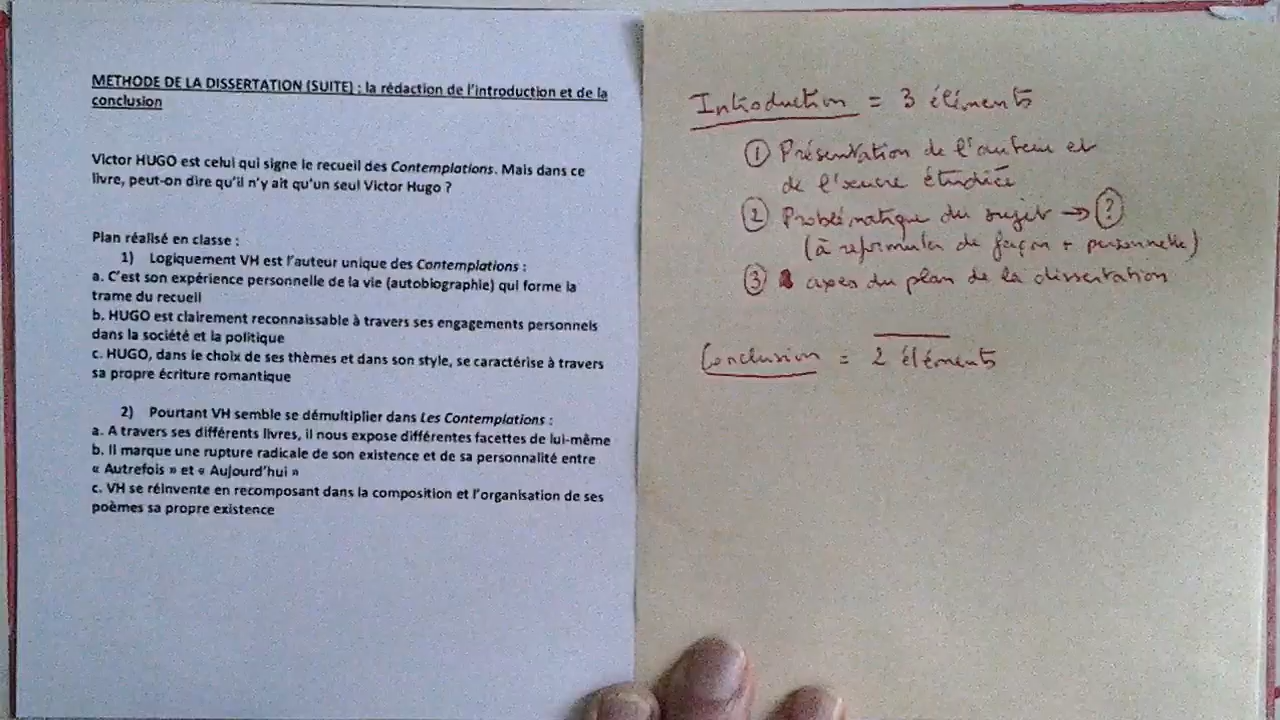 METHODE DE LA DISSERTATION (SUITE) : la rédaction de l'introduction et de la
conclusion
Victor HUGO est celui qui signe le recueil des Contemplations. Mais dans ce
livre, peut-on dire qu'il n'y ait qu'un seul Victor Hugo ?
Plan réalisé en classe :
1) Logiquement VH est l'auteur unique des Contemplations :
a. C'est son expérience personnelle de la vie (autobiographie) qui forme la
trame du recueil
b. HUGO est clairement reconnaissable à travers ses engagements personnels
dans la société et la politique
c. HUGO, dans le choix de ses thèmes et dans son style, se caractérise à travers
sa propre écriture romantique
2) Pourtant VH semble se démultiplier dans Les Contemplations :
a. A travers ses différents livres, il nous expose différentes facettes de lui-même
b. Il marque une rupture radicale de son existence et de sa personnalité entre
« Autrefois » et « Aujourd'hui »
c. VH se réinvente en recomposant dans la composition et l'organisation de ses
poèmes sa propre existence
Introduction = 3 éléments
① Présentation de l'auteur et
de l'œuvre étudiée
② Problématique du sujet → ?
(à reformuler de façon + personnelle)
③ axes du plan de la dissertation
Conclusion = 2 éléments